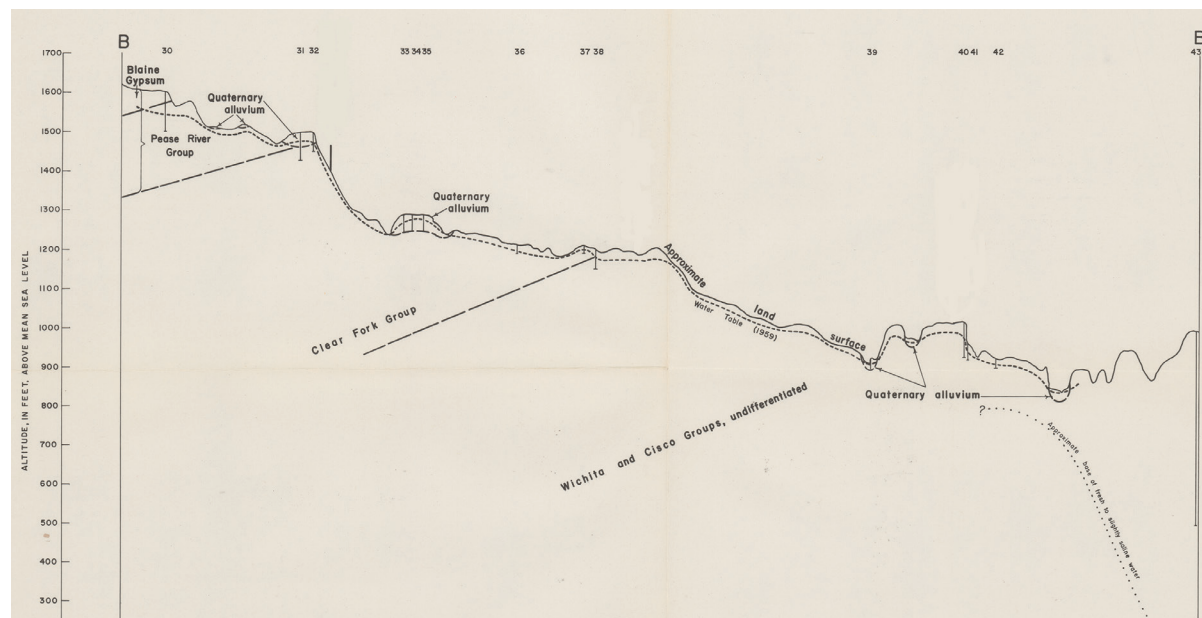 B
B
30
31 32
33 34 35
36
37 38
39
40 41
42
43
1700
1600
1500
1400
1300
1200
1100
1000
900
800
700
600
500
400
300
ALTITUDE, IN FEET, ABOVE MEAN SEA LEVEL
Blaine
Gypsum
Quaternary
alluvium
Pease River
Group
Quaternary
alluvium
Clear Fork Group
Approximate land surface
Water Table (1959)
Quaternary alluvium
Wichita and Cisco Groups, undifferentiated
?
Approximate base of fresh to slightly saline water